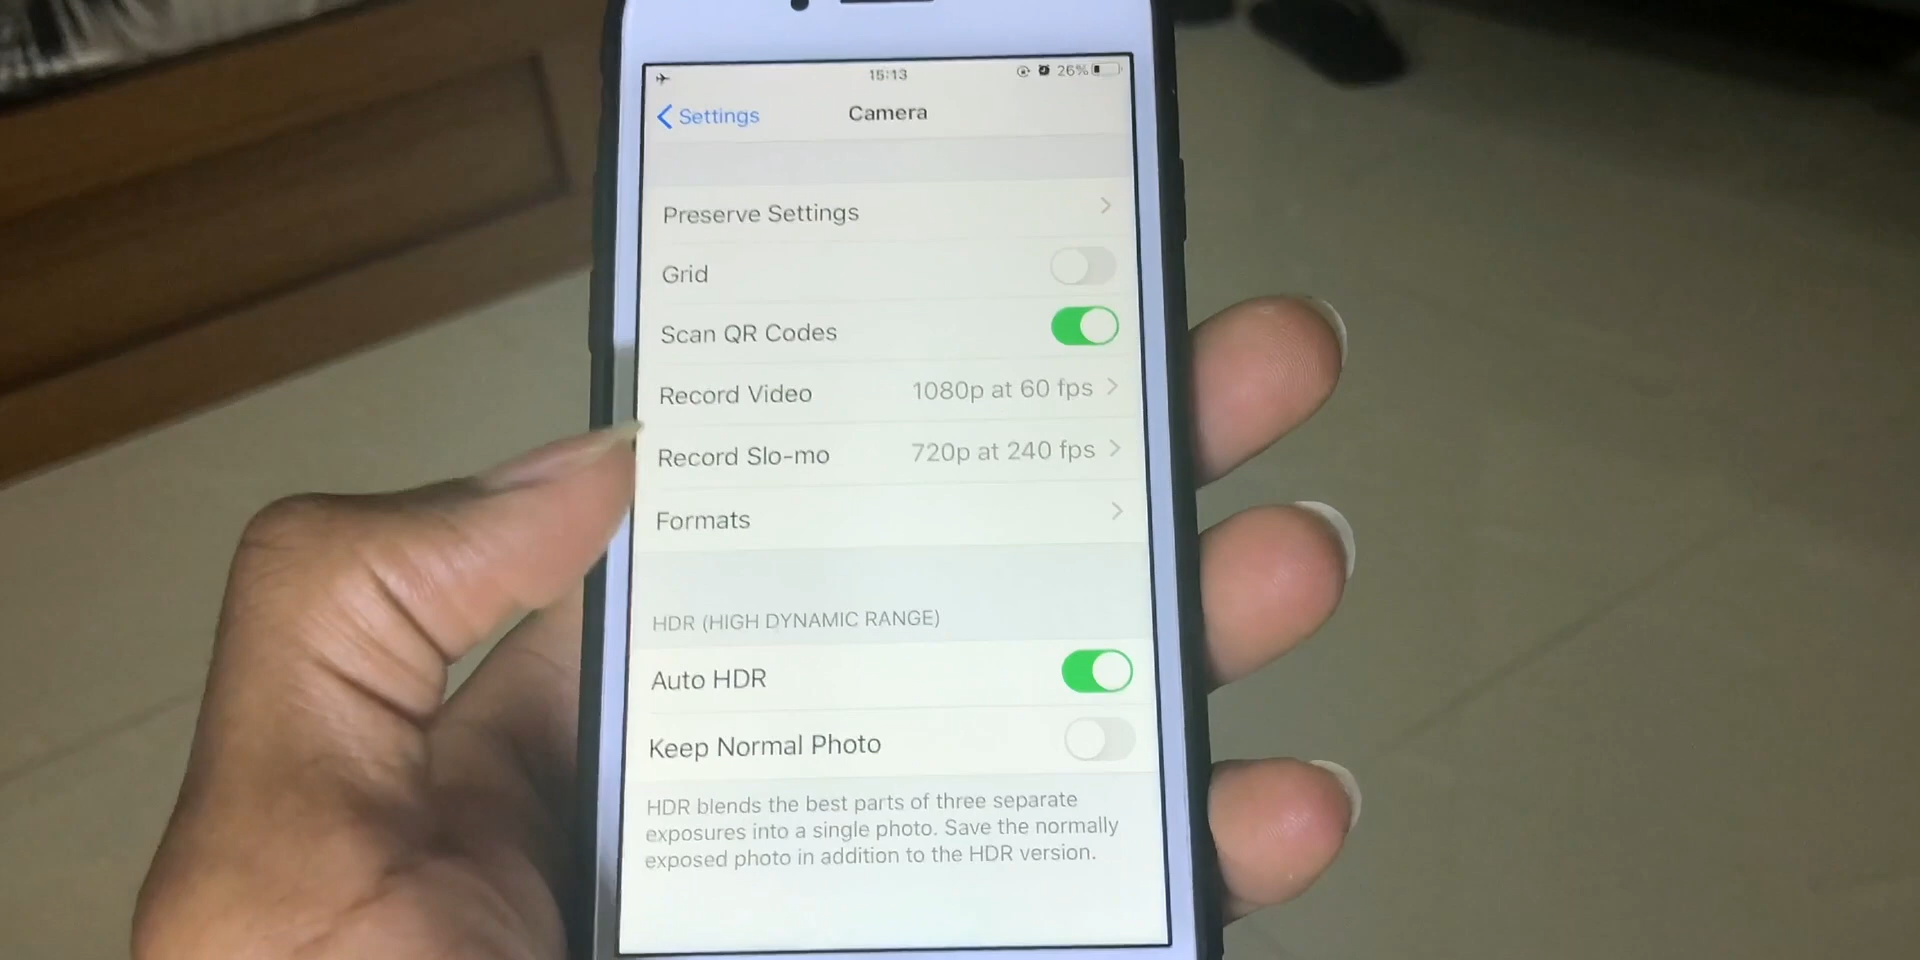 15:13
26%
Settings
Camera
Preserve Settings
Grid
Scan QR Codes
Record Video 1080p at 60 fps
Record Slo-mo 720p at 240 fps
Formats
HDR (HIGH DYNAMIC RANGE)
Auto HDR
Keep Normal Photo
HDR blends the best parts of three separate
exposures into a single photo. Save the normally
exposed photo in addition to the HDR version.